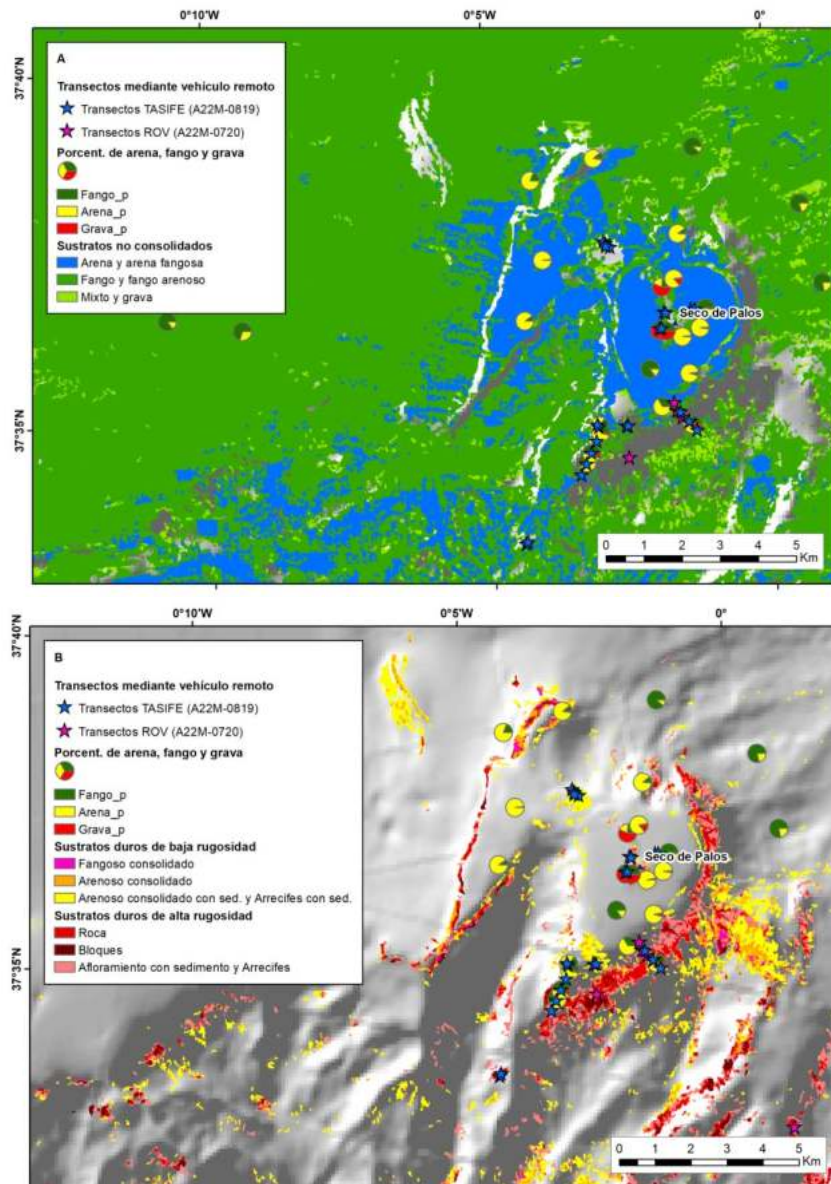 0°10'W 0°5'W 0°
37°40'N
A
Transectos mediante vehículo remoto
Transectos TASIFE (A22M-0819)
Transectos ROV (A22M-0720)
Porcent. de arena, fango y grava
Fango_p
Arena_p
Grava_p
Sustratos no consolidados
Arena y arena fangosa
Fango y fango arenoso
Mixto y grava
Seco de Palos
37°35'N
0 1 2 3 4 5
Km
0°10'W 0°5'W 0°
37°40'N
B
Transectos mediante vehículo remoto
Transectos TASIFE (A22M-0819)
Transectos ROV (A22M-0720)
Porcent. de arena, fango y grava
Fango_p
Arena_p
Grava_p
Sustratos duros de baja rugosidad
Fangoso consolidado
Arenoso consolidado
Arenoso consolidado con sed. y Arrecifes con sed.
Sustratos duros de alta rugosidad
Roca
Bloques
Afloramiento con sedimento y Arrecifes
Seco de Palos
37°35'N
0 1 2 3 4 5
Km